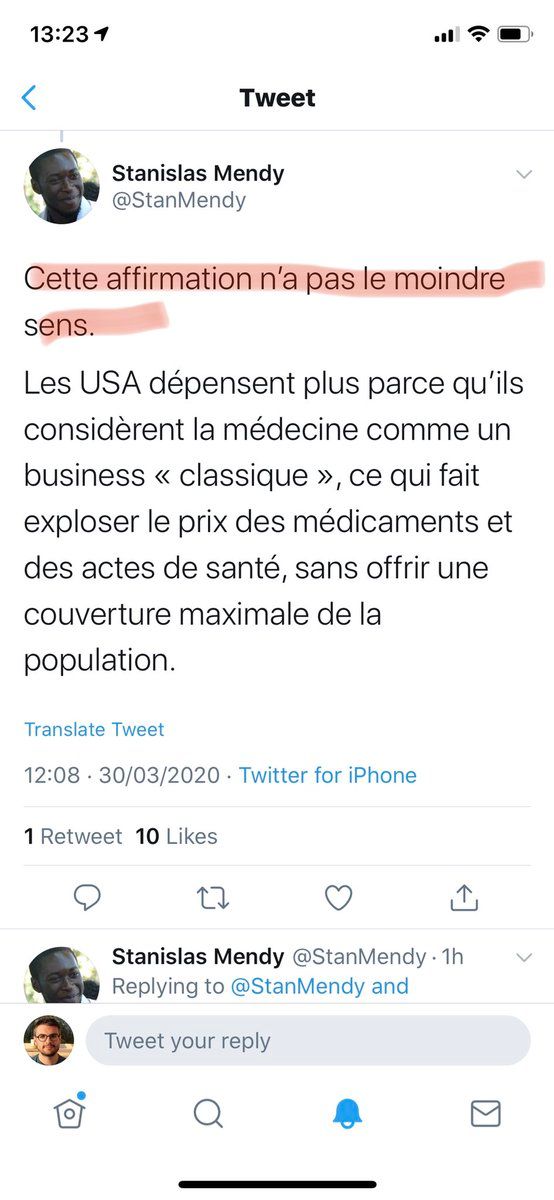 13:23
Tweet
Stanislas Mendy
@StanMendy
Cette affirmation n’a pas le moindre
sens.
Les USA dépensent plus parce qu’ils
considèrent la médecine comme un
business « classique », ce qui fait
exploser le prix des médicaments et
des actes de santé, sans offrir une
couverture maximale de la
population.
Translate Tweet
12:08 · 30/03/2020 · Twitter for iPhone
1 Retweet 10 Likes
Stanislas Mendy @StanMendy · 1h
Replying to @StanMendy and
Tweet your reply